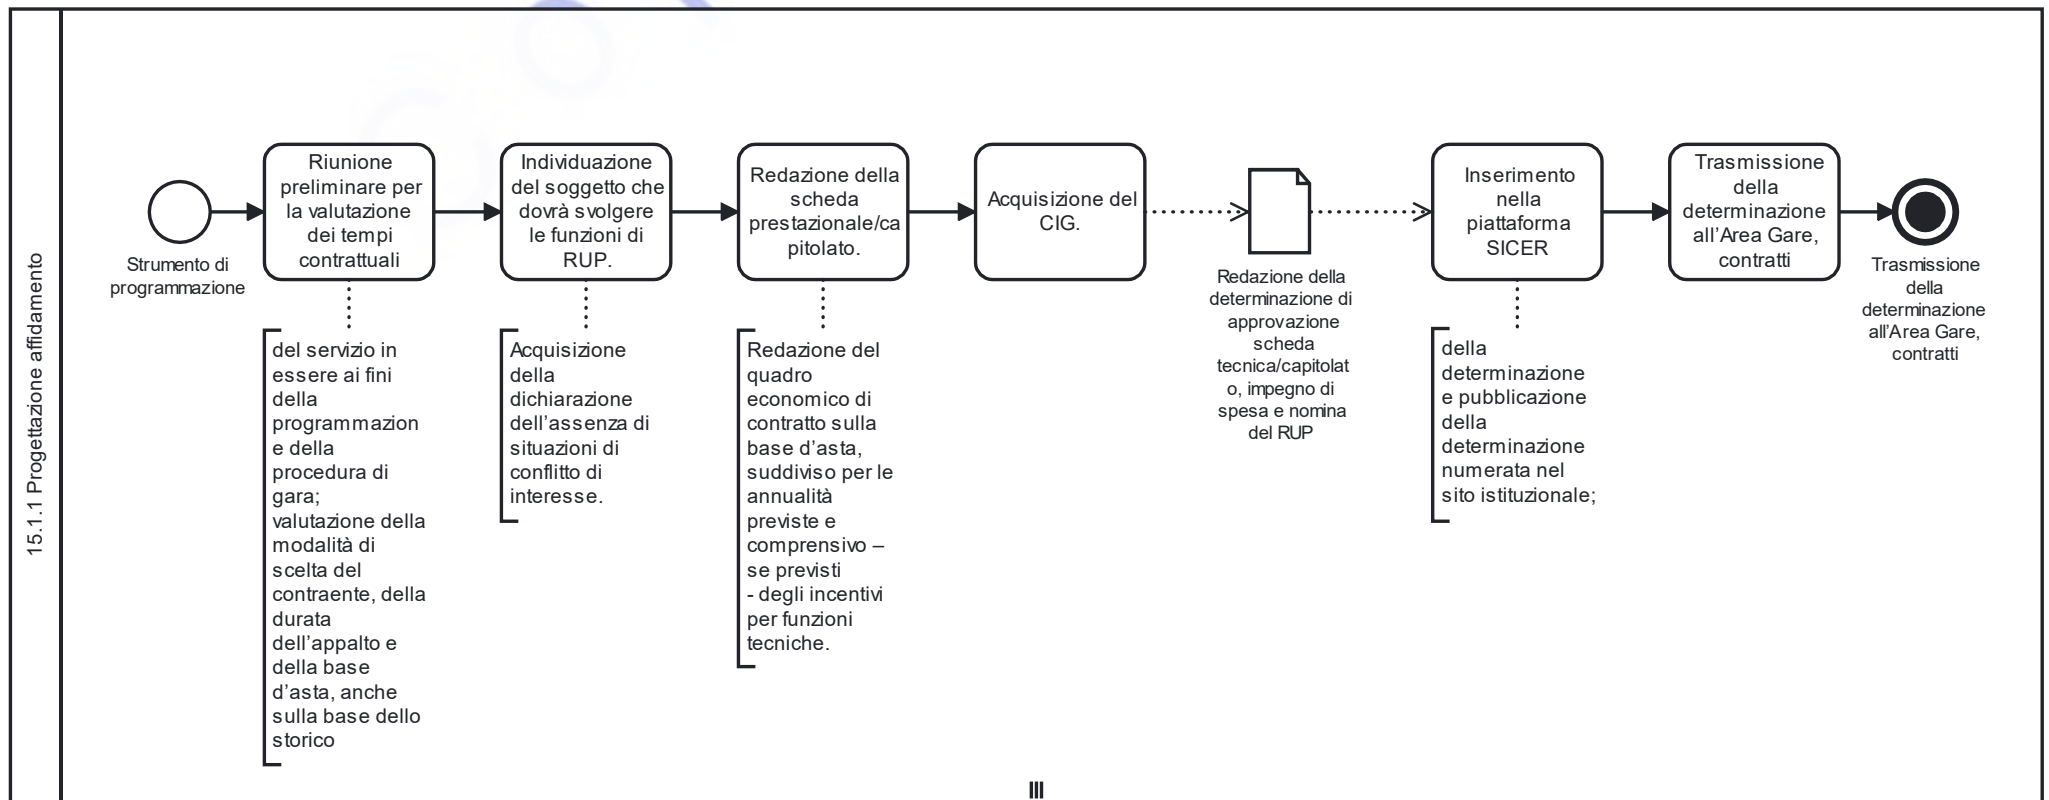 15.1.1 Progettazione affidamento
Strumento di
programmazione
Riunione
preliminare per
la valutazione
dei tempi
contrattuali
del servizio in
essere ai fini
della
programmazion
e della
procedura di
gara;
valutazione della
modalità di
scelta del
contraente, della
durata
dell’appalto e
della base
d’asta, anche
sulla base dello
storico
Individuazione
del soggetto che
dovrà svolgere
le funzioni di
RUP.
Acquisizione
della
dichiarazione
dell’assenza di
situazioni di
conflitto di
interesse.
Redazione della
scheda
prestazionale/ca
pitolato.
Redazione del
quadro
economico di
contratto sulla
base d’asta,
suddiviso per le
annualità
previste e
comprensivo –
se previsti
- degli incentivi
per funzioni
tecniche.
Acquisizione del
CIG.
Redazione della
determinazione di
approvazione
scheda
tecnica/capitolat
o, impegno di
spesa e nomina
del RUP
Inserimento
nella
piattaforma
SICER
della
determinazione
e pubblicazione
della
determinazione
numerata nel
sito istituzionale;
Trasmissione
della
determinazione
all’Area Gare,
contratti
Trasmissione
della
determinazione
all’Area Gare,
contratti